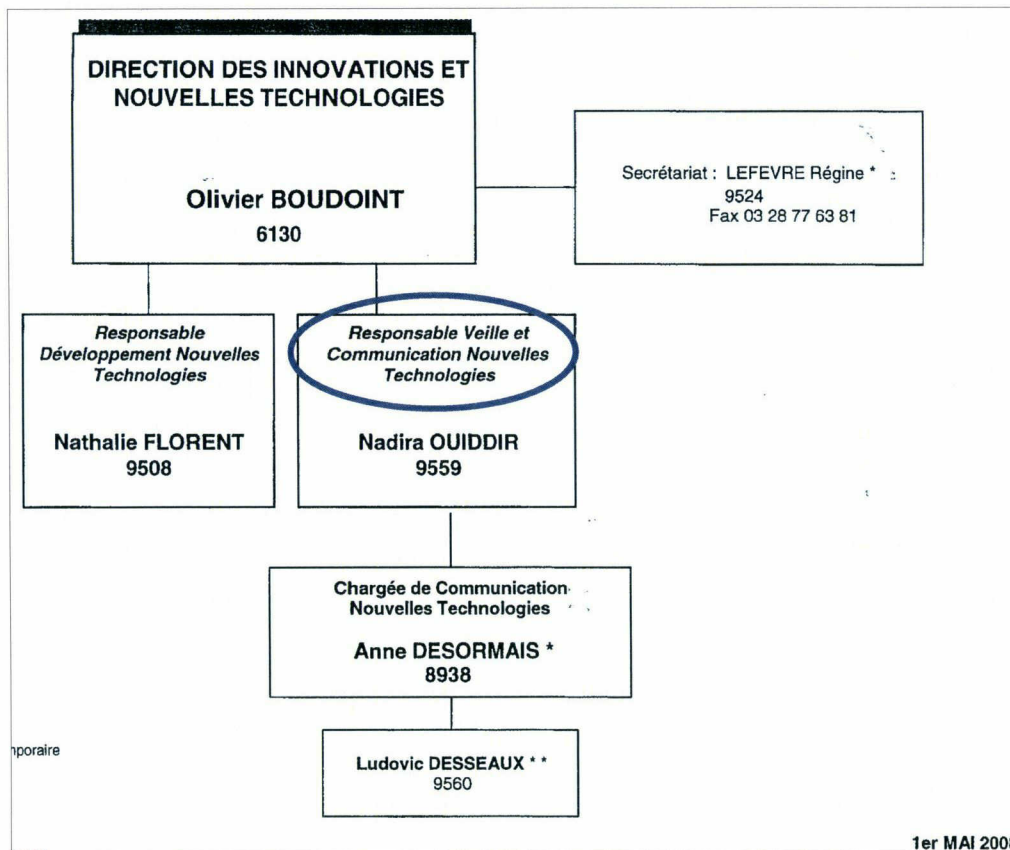 DIRECTION DES INNOVATIONS ET
NOUVELLES TECHNOLOGIES
Olivier BOUDOINT
6130
Secrétariat : LEFEVRE Régine *
9524
Fax 03 28 77 63 81
Responsable
Développement Nouvelles
Technologies
Nathalie FLORENT
9508
Responsable Veille et
Communication Nouvelles
Technologies
Nadira OUIDDIR
9559
Chargée de Communication
Nouvelles Technologies
Anne DESORMAIS *
8938
Ludovic DESSEAUX * *
9560
1er MAI